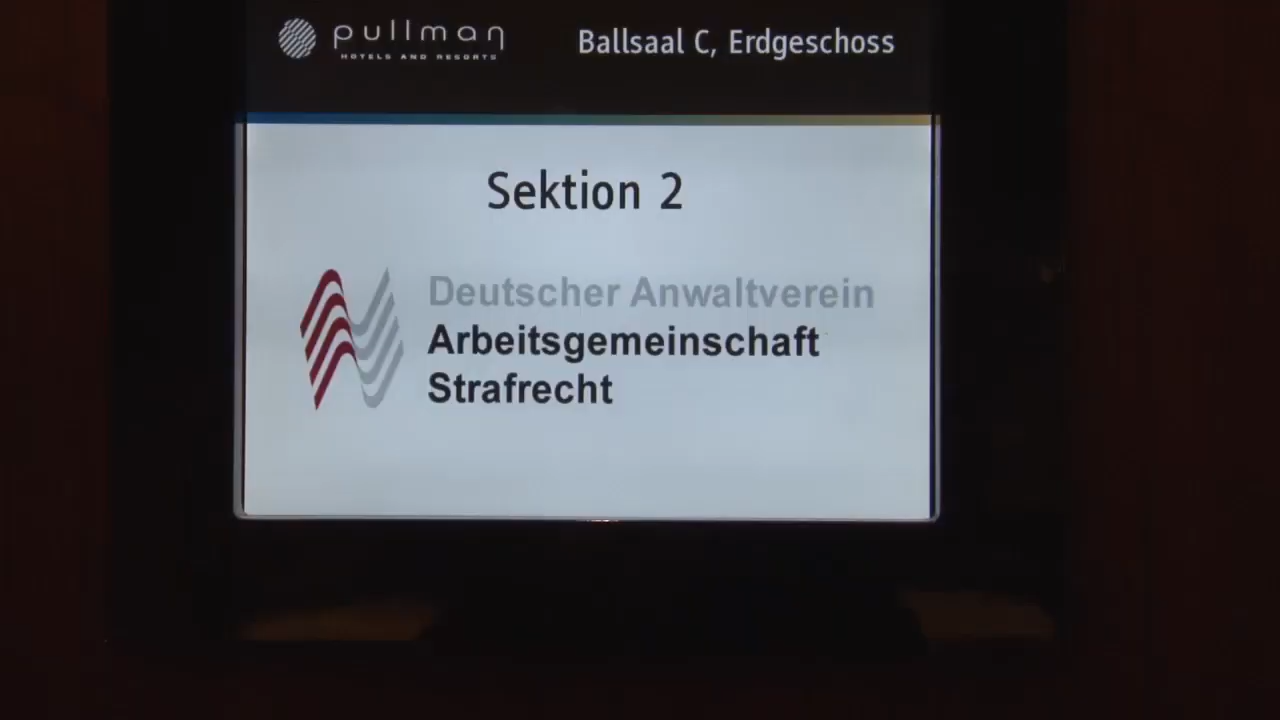 pullman
HOTELS AND RESORTS
Ballsaal C, Erdgeschoss
Sektion 2
Deutscher Anwaltverein
Arbeitsgemeinschaft
Strafrecht